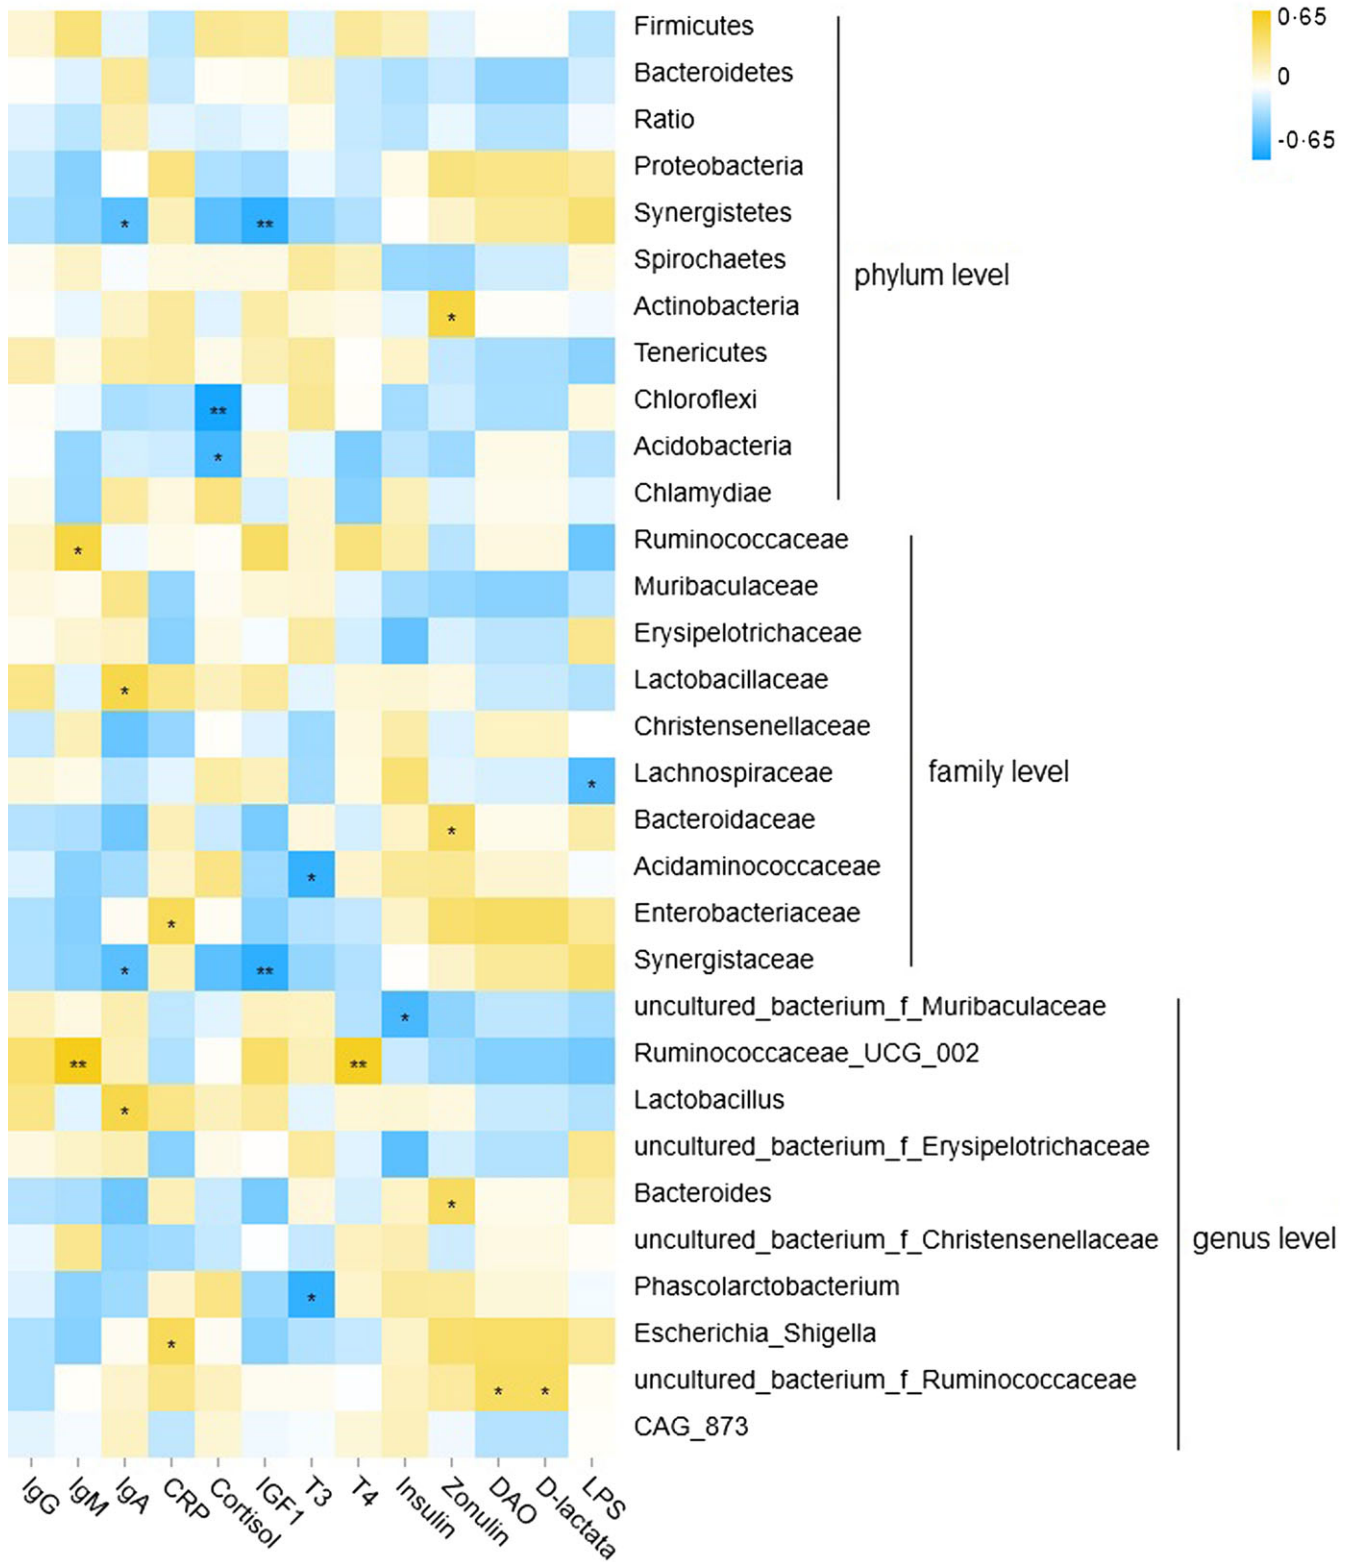 0·65
0
-0·65
Firmicutes
Bacteroidetes
Ratio
Proteobacteria
Synergistetes
* **
Spirochaetes
phylum level
Actinobacteria
*
Tenericutes
Chloroflexi
**
Acidobacteria
*
Chlamydiae
Ruminococcaceae
*
Muribaculaceae
Erysipelotrichaceae
Lactobacillaceae
*
Christensenellaceae
Lachnospiraceae
*
family level
Bacteroidaceae
*
Acidaminococcaceae
*
Enterobacteriaceae
*
Synergistaceae
* **
uncultured_bacterium_f_Muribaculaceae
*
Ruminococcaceae_UCG_002
** **
Lactobacillus
*
uncultured_bacterium_f_Erysipelotrichaceae
Bacteroides
*
uncultured_bacterium_f_Christensenellaceae
genus level
Phascolarctobacterium
*
Escherichia_Shigella
*
uncultured_bacterium_f_Ruminococcaceae
* *
CAG_873
IgG
IgM
IgA
CRP
Cortisol
IGF1
T3
T4
Insulin
Zonulin
DAO
D-lactata
LPS